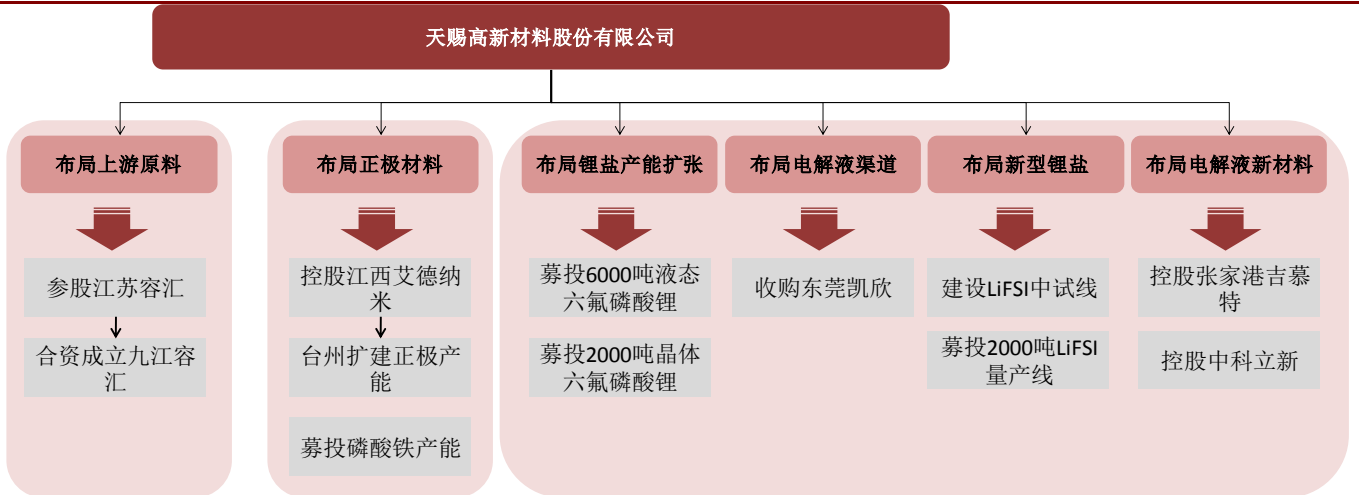 天赐高新材料股份有限公司
布局上游原料
参股江苏容汇
合资成立九江容
汇
布局正极材料
控股江西艾德纳
米
台州扩建正极产
能
募投磷酸铁产能
布局锂盐产能扩张
募投6000吨液态
六氟磷酸锂
募投2000吨晶体
六氟磷酸锂
布局电解液渠道
收购东莞凯欣
布局新型锂盐
建设LiFSI中试线
募投2000吨LiFSI
量产线
布局电解液新材料
控股张家港吉慕
特
控股中科立新